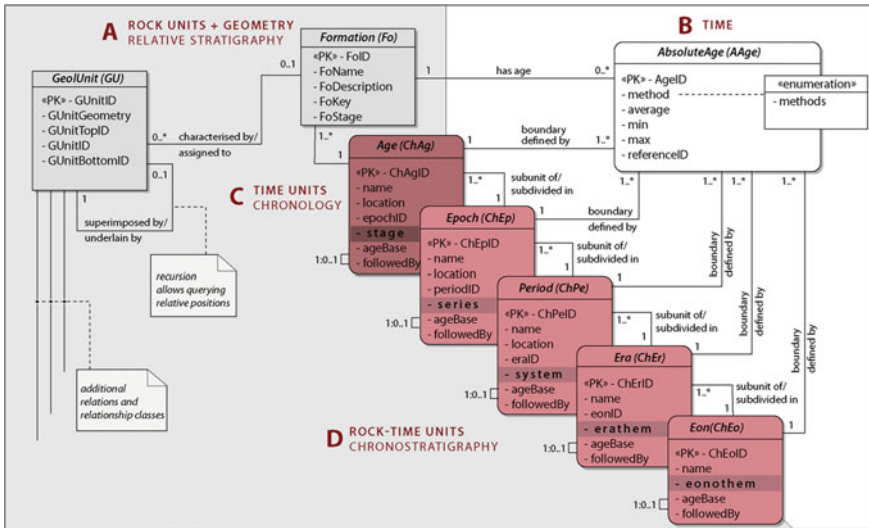 A ROCK UNITS + GEOMETRY
RELATIVE STRATIGRAPHY
B TIME
Formation (Fo)
«PK» - FoID
- FoName
- FoDescription
- FoKey
- FoStage
AbsoluteAge (AAge)
«PK» - AgeID
- method
- average
- min
- max
- referenceID
«enumeration»
- methods
GeolUnit (GU)
«PK» - GUnitID
- GUnitGeometry
- GUnitTopID
- GUnitID
- GUnitBottomID
0..1
1
has age
0..*
0..*
characterised by/
assigned to
1..*
1
0..1
1
superimposed by/
underlain by
recursion
allows querying
relative positions
additional
relations and
relationship classes
C TIME UNITS
CHRONOLOGY
Age (ChAg)
«PK» - ChAgID
- name
- location
- epochID
- stage
- ageBase
- followedBy
1:0..1
1
boundary
defined by
1..*
1..*
subunit of/
subdivided in
1
Epoch (ChEp)
«PK» - ChEpID
- name
- location
- periodID
- series
- ageBase
- followedBy
1:0..1
1
boundary
defined by
1..*
1..*
subunit of/
subdivided in
1
Period (ChPe)
«PK» - ChPeID
- name
- location
- eraID
- system
- ageBase
- followedBy
1:0..1
1
boundary
defined by
1..*
1..*
subunit of/
subdivided in
1
Era (ChEr)
«PK» - ChErID
- name
- eonID
- erathem
- ageBase
- followedBy
1:0..1
1
boundary
defined by
1..*
1..*
subunit of/
subdivided in
1
Eon(ChEo)
«PK» - ChEoID
- name
- eonothem
- ageBase
- followedBy
1:0..1
1
boundary
defined by
1..*
D ROCK-TIME UNITS
CHRONOSTRATIGRAPHY